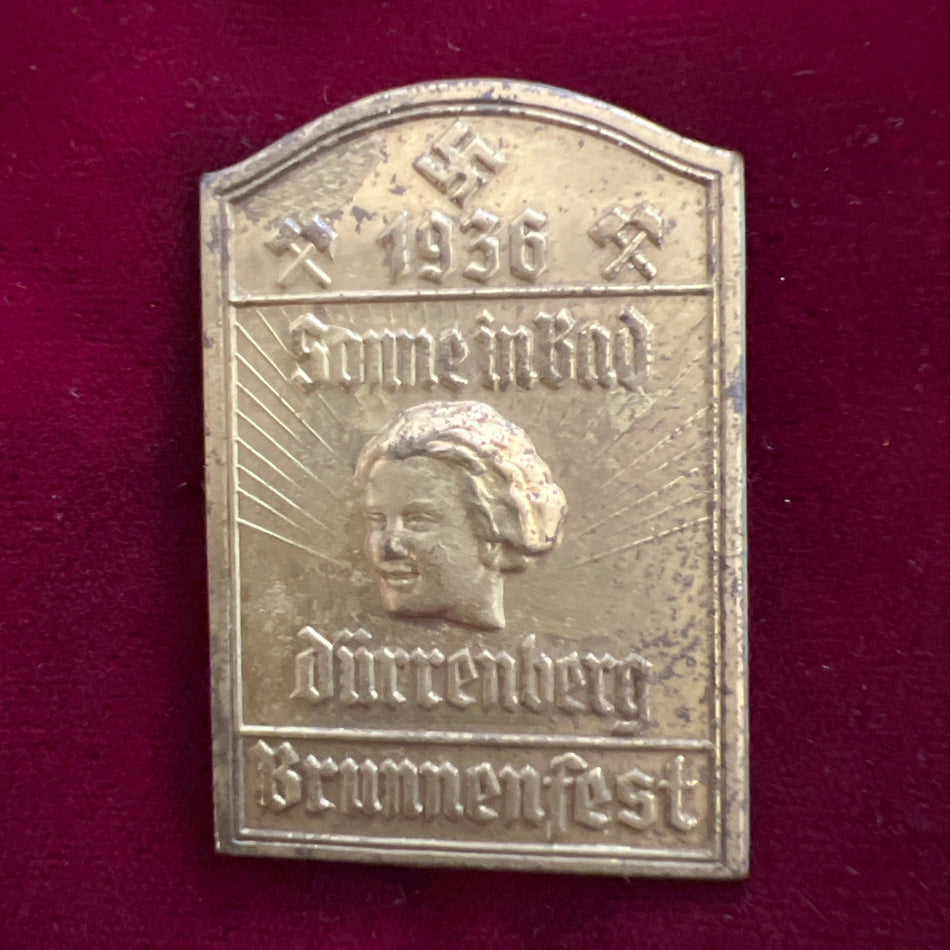 1936
Sonne in Bad
Dürrenberg
Brunnenfest